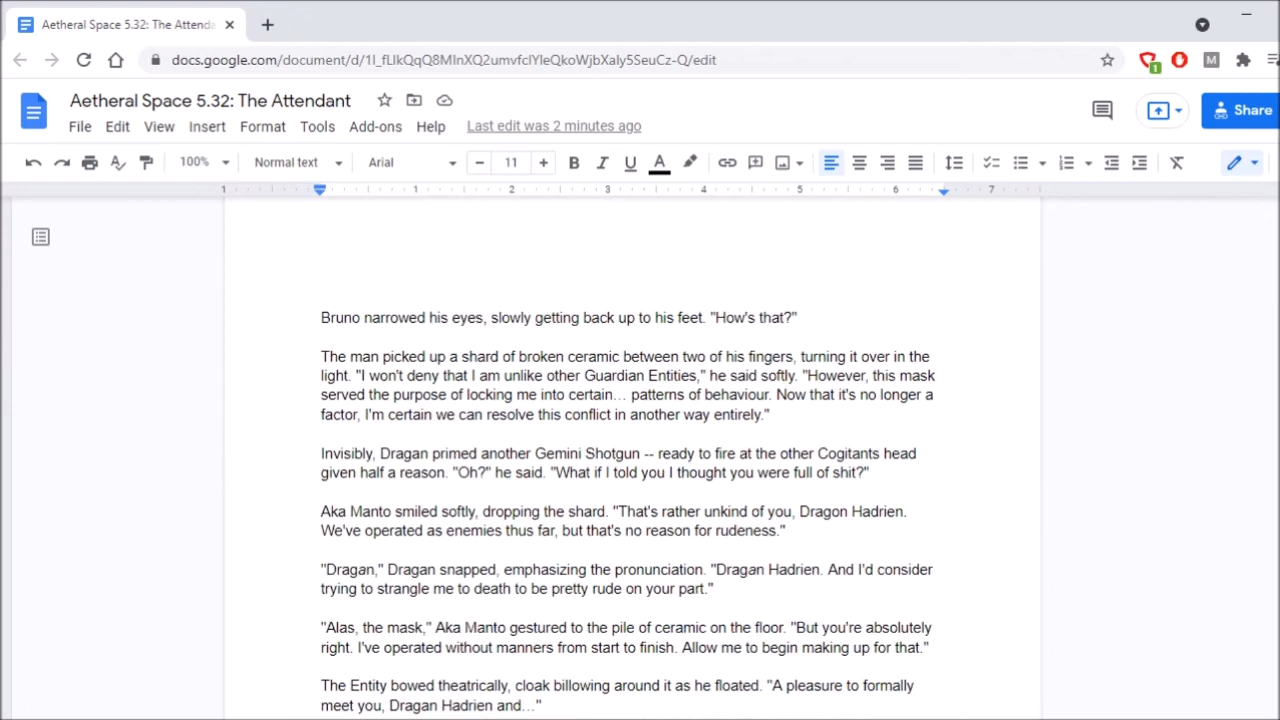 Aetheral Space 5.32: The Attenda
docs.google.com/document/d/1I_fLlkQqQ8MlnXQ2umvfclYleQkoWjbXaly5SeuCz-Q/edit
1
M
Aetheral Space 5.32: The Attendant
Share
File Edit View Insert Format Tools Add-ons Help Last edit was 2 minutes ago
100% Normal text Arial 11 B I U A
1 1 2 3 4 5 6 7
Bruno narrowed his eyes, slowly getting back up to his feet. "How's that?"
The man picked up a shard of broken ceramic between two of his fingers, turning it over in the
light. "I won't deny that I am unlike other Guardian Entities," he said softly. "However, this mask
served the purpose of locking me into certain… patterns of behaviour. Now that it's no longer a
factor, I'm certain we can resolve this conflict in another way entirely."
Invisibly, Dragan primed another Gemini Shotgun -- ready to fire at the other Cogitants head
given half a reason. "Oh?" he said. "What if I told you I thought you were full of shit?"
Aka Manto smiled softly, dropping the shard. "That's rather unkind of you, Dragon Hadrien.
We've operated as enemies thus far, but that's no reason for rudeness."
"Dragan," Dragan snapped, emphasizing the pronunciation. "Dragan Hadrien. And I'd consider
trying to strangle me to death to be pretty rude on your part."
"Alas, the mask," Aka Manto gestured to the pile of ceramic on the floor. "But you're absolutely
right. I've operated without manners from start to finish. Allow me to begin making up for that."
The Entity bowed theatrically, cloak billowing around it as he floated. "A pleasure to formally
meet you, Dragan Hadrien and…"